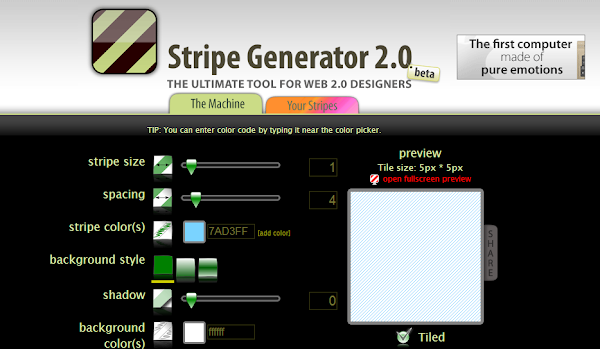 Stripe Generator 2.0
beta
THE ULTIMATE TOOL FOR WEB 2.0 DESIGNERS
The first computer
made of
pure emotions
The Machine
Your Stripes
TIP: You can enter color code by typing it near the color picker.
stripe size
1
spacing
4
stripe color(s)
7AD3FF
[add color]
background style
shadow
0
background
color(s)
ffffff
preview
Tile size: 5px * 5px
open fullscreen preview
SHARE
Tiled